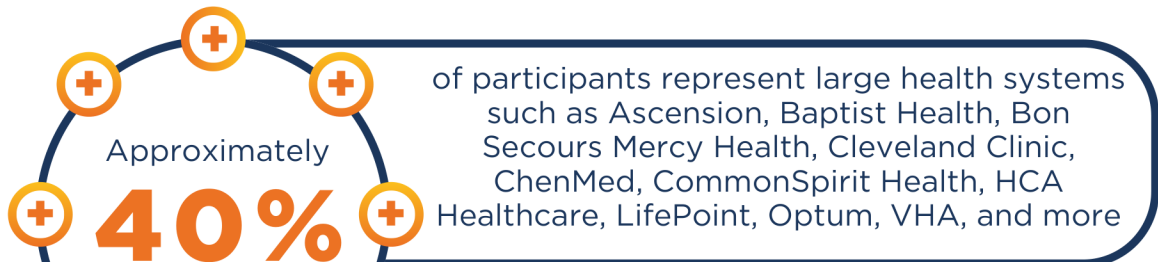 Approximately
40%
of participants represent large health systems
such as Ascension, Baptist Health, Bon
Secours Mercy Health, Cleveland Clinic,
ChenMed, CommonSpirit Health, HCA
Healthcare, LifePoint, Optum, VHA, and more